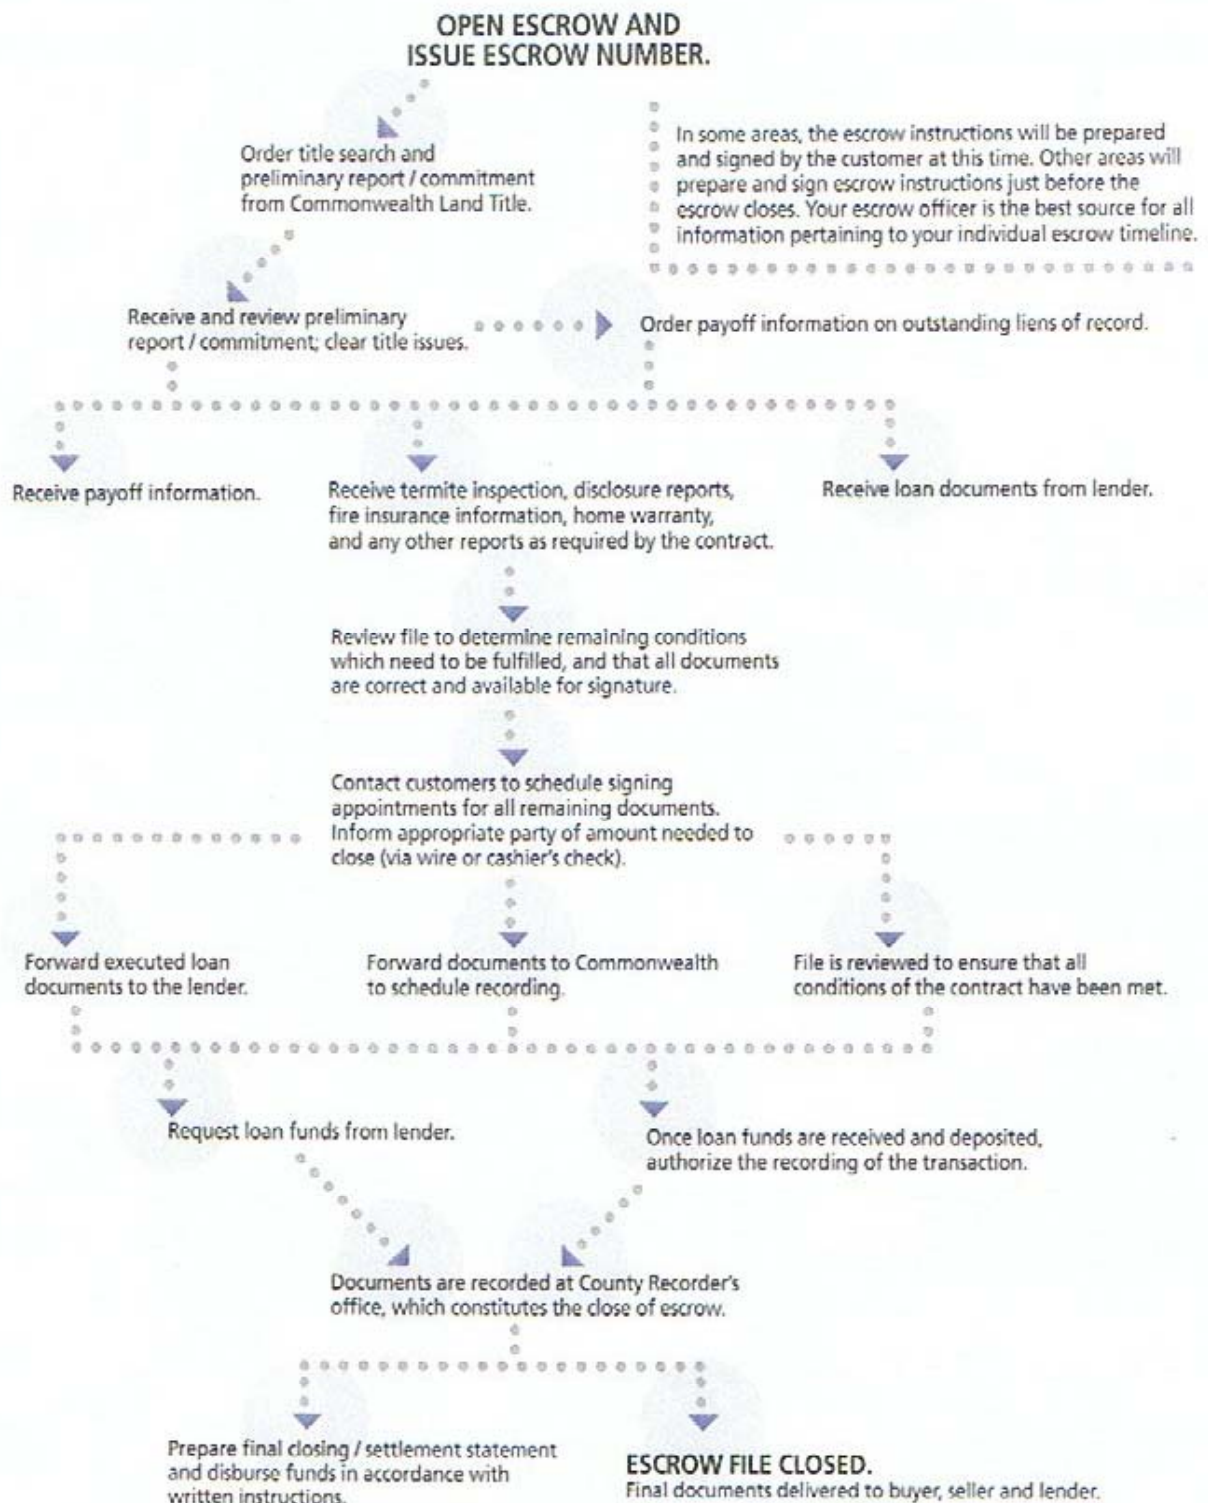 OPEN ESCROW AND
ISSUE ESCROW NUMBER.
Order title search and
preliminary report / commitment
from Commonwealth Land Title.
In some areas, the escrow instructions will be prepared
and signed by the customer at this time. Other areas will
prepare and sign escrow instructions just before the
escrow closes. Your escrow officer is the best source for all
information pertaining to your individual escrow timeline.
Receive and review preliminary
report / commitment; clear title issues.
Order payoff information on outstanding liens of record.
Receive payoff information.
Receive termite inspection, disclosure reports,
fire insurance information, home warranty,
and any other reports as required by the contract.
Receive loan documents from lender.
Review file to determine remaining conditions
which need to be fulfilled, and that all documents
are correct and available for signature.
Contact customers to schedule signing
appointments for all remaining documents.
Inform appropriate party of amount needed to
close (via wire or cashier's check).
Forward executed loan
documents to the lender.
Forward documents to Commonwealth
to schedule recording.
File is reviewed to ensure that all
conditions of the contract have been met.
Request loan funds from lender.
Once loan funds are received and deposited,
authorize the recording of the transaction.
Documents are recorded at County Recorder's
office, which constitutes the close of escrow.
Prepare final closing / settlement statement
and disburse funds in accordance with
written instructions.
ESCROW FILE CLOSED.
Final documents delivered to buyer, seller and lender.